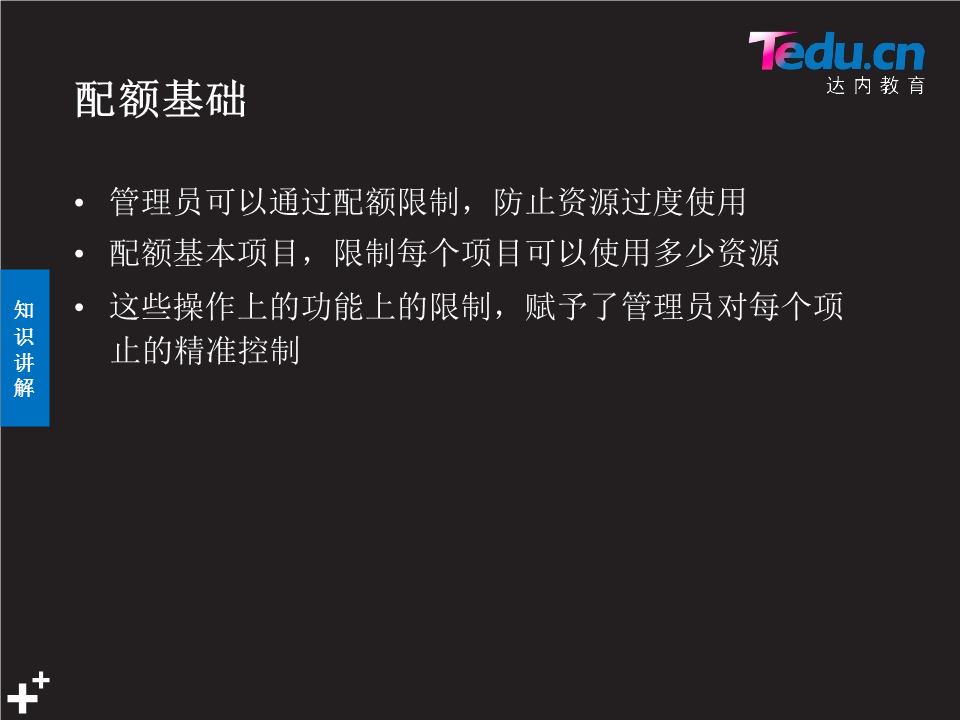 Tedu.cn
达内教育
配额基础
• 管理员可以通过配额限制，防止资源过度使用
• 配额基本项目，限制每个项目可以使用多少资源
• 这些操作上的功能上的限制，赋予了管理员对每个项
止的精准控制
知
识
讲
解